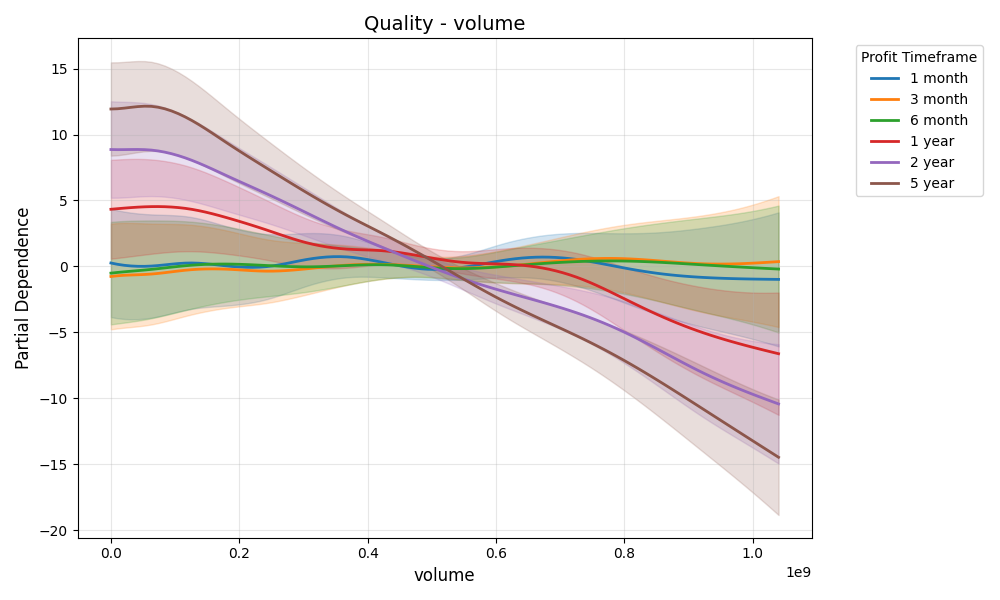 Quality - volume
Profit Timeframe
1 month
3 month
6 month
1 year
2 year
5 year
Partial Dependence
15
10
5
0
−5
−10
−15
−20
0.0 0.2 0.4 0.6 0.8 1.0
1e9
volume